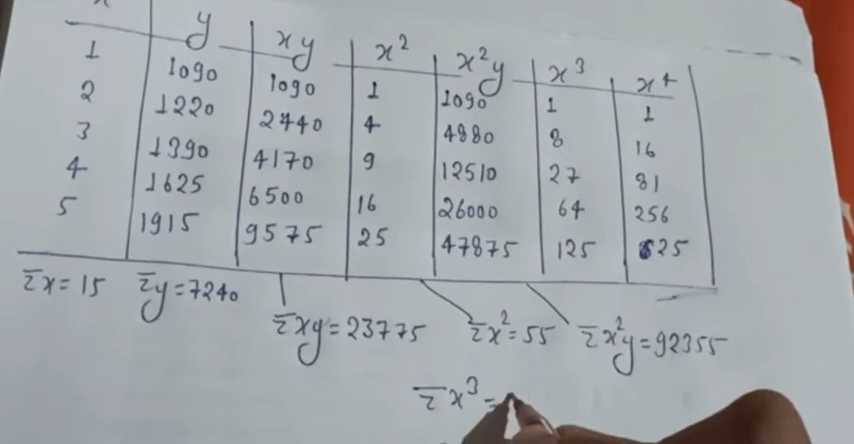 x y xy x² x²y x³ x⁴
1 1090 1090 1 1090 1 1
2 1220 2440 4 4880 8 16
3 1390 4170 9 12510 27 81
4 1625 6500 16 26000 64 256
5 1915 9575 25 47875 125 625
Σx = 15 Σy = 7240
Σxy = 23775 Σx² = 55 Σx²y = 92355
Σx³ =